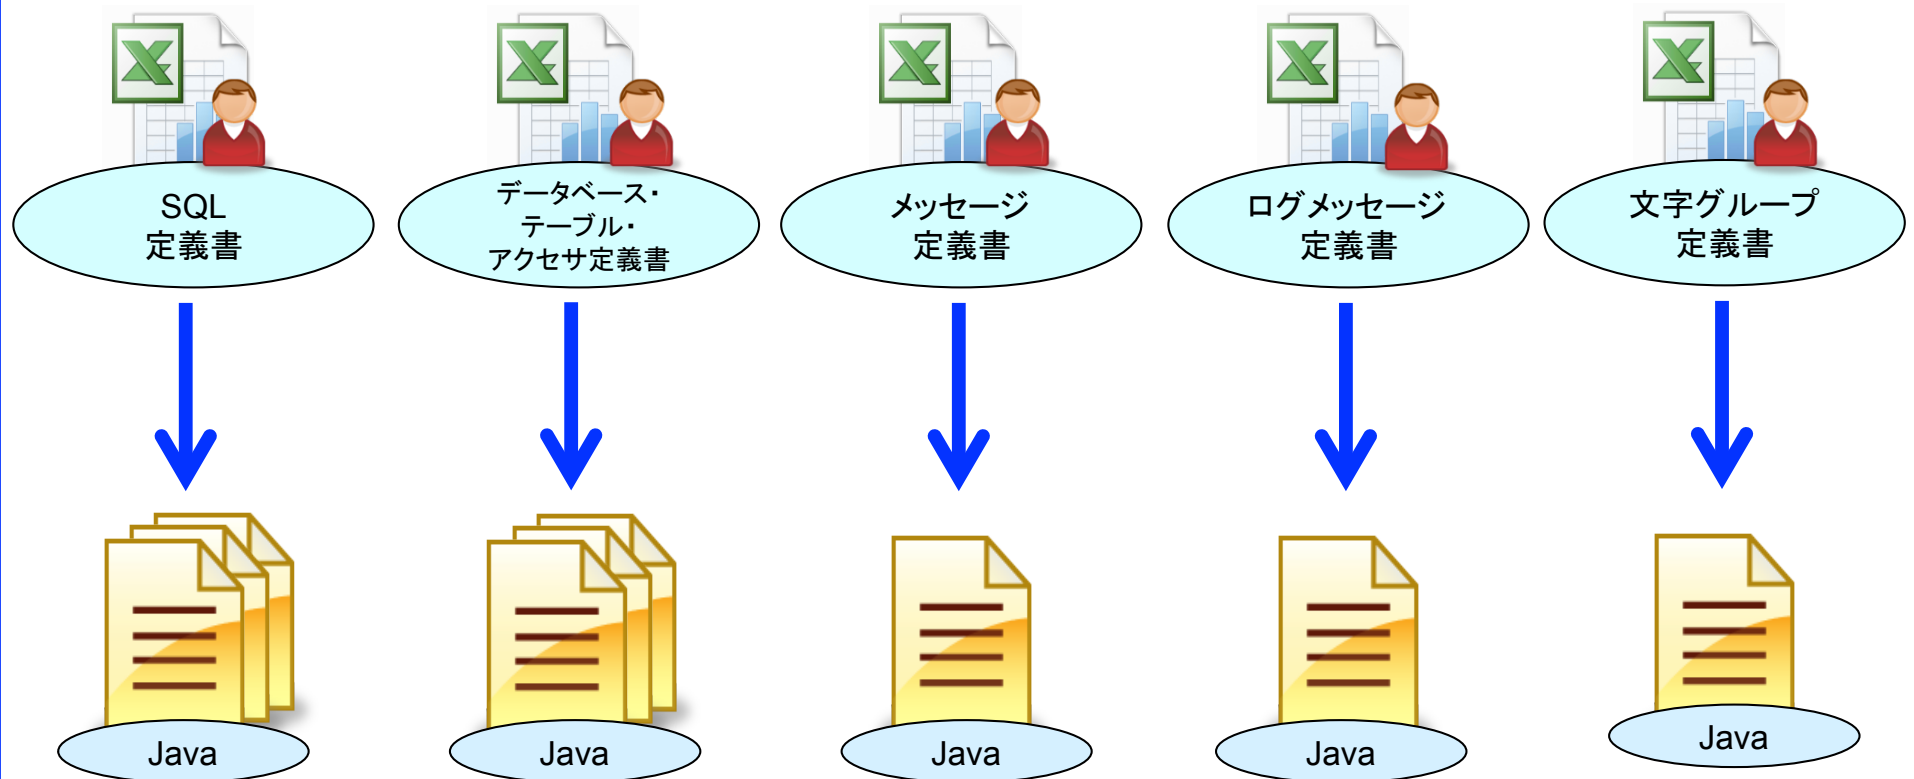 SQL
定義書
データベース・
テーブル・
アクセサ定義書
メッセージ
定義書
ログメッセージ
定義書
文字グループ
定義書
Java
Java
Java
Java
Java